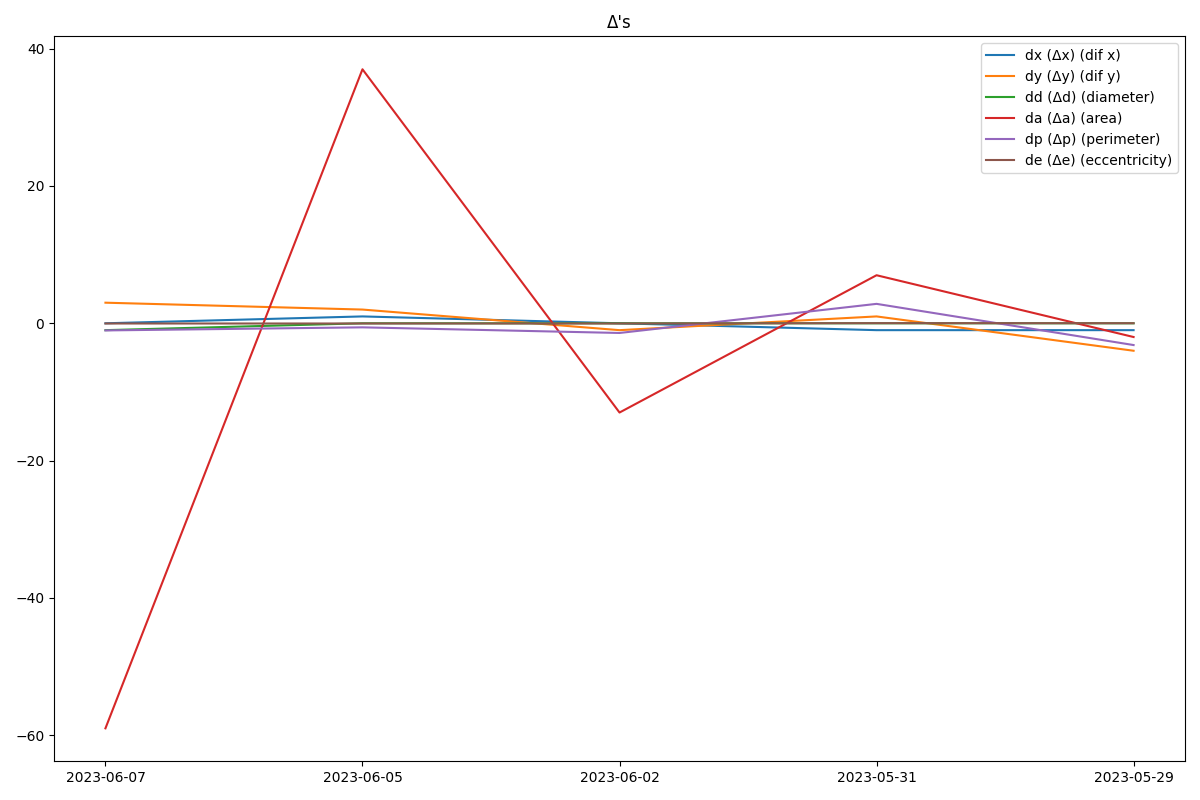 Δ's
dx (Δx) (dif x)
dy (Δy) (dif y)
dd (Δd) (diameter)
da (Δa) (area)
dp (Δp) (perimeter)
de (Δe) (eccentricity)
40
20
0
−20
−40
−60
2023-06-07 2023-06-05 2023-06-02 2023-05-31 2023-05-29